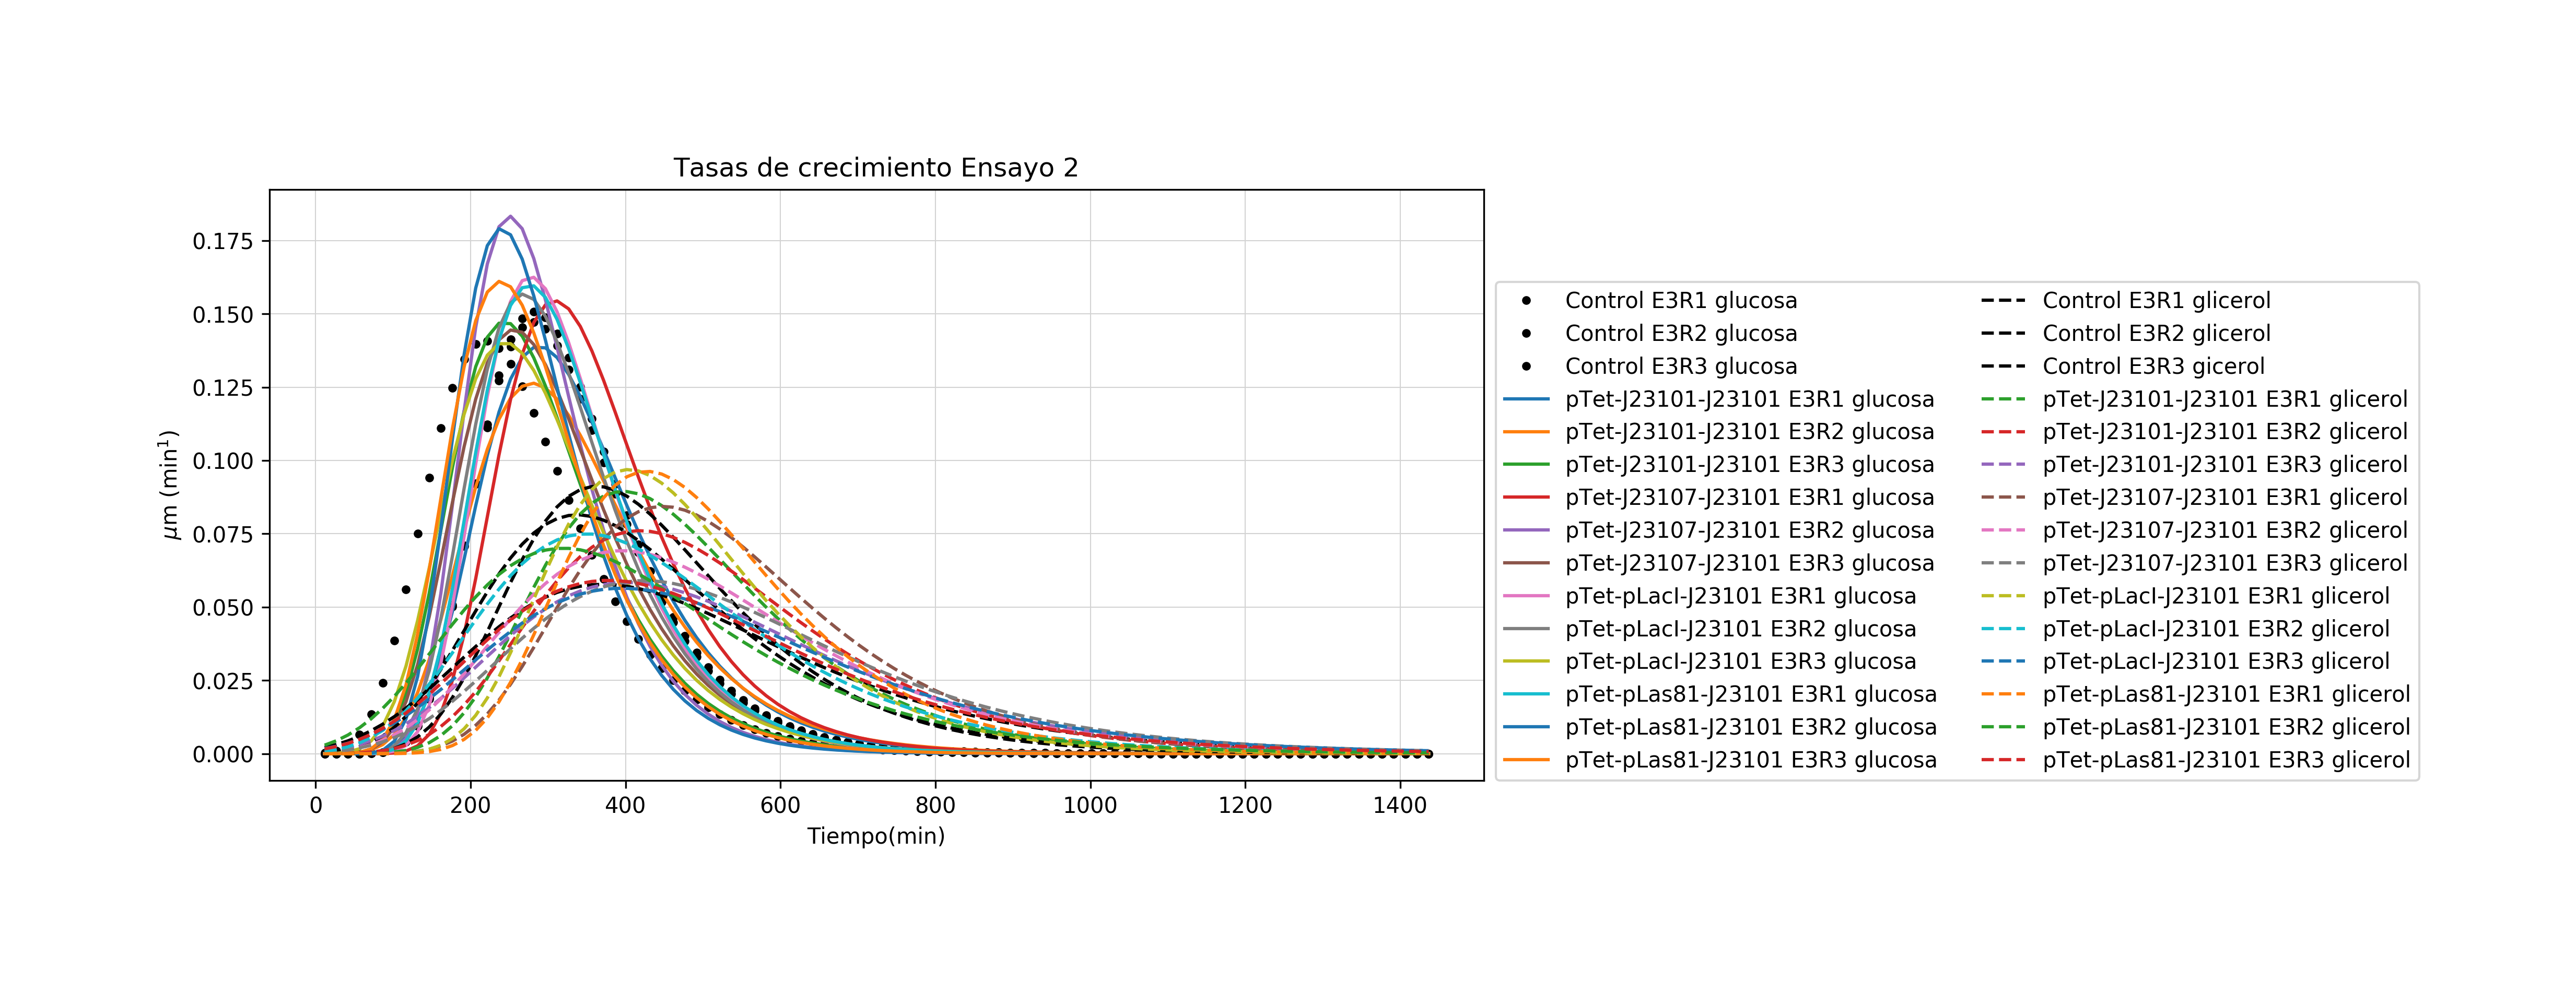 Tasas de crecimiento Ensayo 2
0.175
0.150
0.125
0.100
0.075
0.050
0.025
0.000
μm (min¹)
0 200 400 600 800 1000 1200 1400
Tiempo(min)
Control E3R1 glucosa
Control E3R2 glucosa
Control E3R3 glucosa
pTet-J23101-J23101 E3R1 glucosa
pTet-J23101-J23101 E3R2 glucosa
pTet-J23101-J23101 E3R3 glucosa
pTet-J23107-J23101 E3R1 glucosa
pTet-J23107-J23101 E3R2 glucosa
pTet-J23107-J23101 E3R3 glucosa
pTet-pLacI-J23101 E3R1 glucosa
pTet-pLacI-J23101 E3R2 glucosa
pTet-pLacI-J23101 E3R3 glucosa
pTet-pLas81-J23101 E3R1 glucosa
pTet-pLas81-J23101 E3R2 glucosa
pTet-pLas81-J23101 E3R3 glucosa
Control E3R1 glicerol
Control E3R2 glicerol
Control E3R3 gicerol
pTet-J23101-J23101 E3R1 glicerol
pTet-J23101-J23101 E3R2 glicerol
pTet-J23101-J23101 E3R3 glicerol
pTet-J23107-J23101 E3R1 glicerol
pTet-J23107-J23101 E3R2 glicerol
pTet-J23107-J23101 E3R3 glicerol
pTet-pLacI-J23101 E3R1 glicerol
pTet-pLacI-J23101 E3R2 glicerol
pTet-pLacI-J23101 E3R3 glicerol
pTet-pLas81-J23101 E3R1 glicerol
pTet-pLas81-J23101 E3R2 glicerol
pTet-pLas81-J23101 E3R3 glicerol